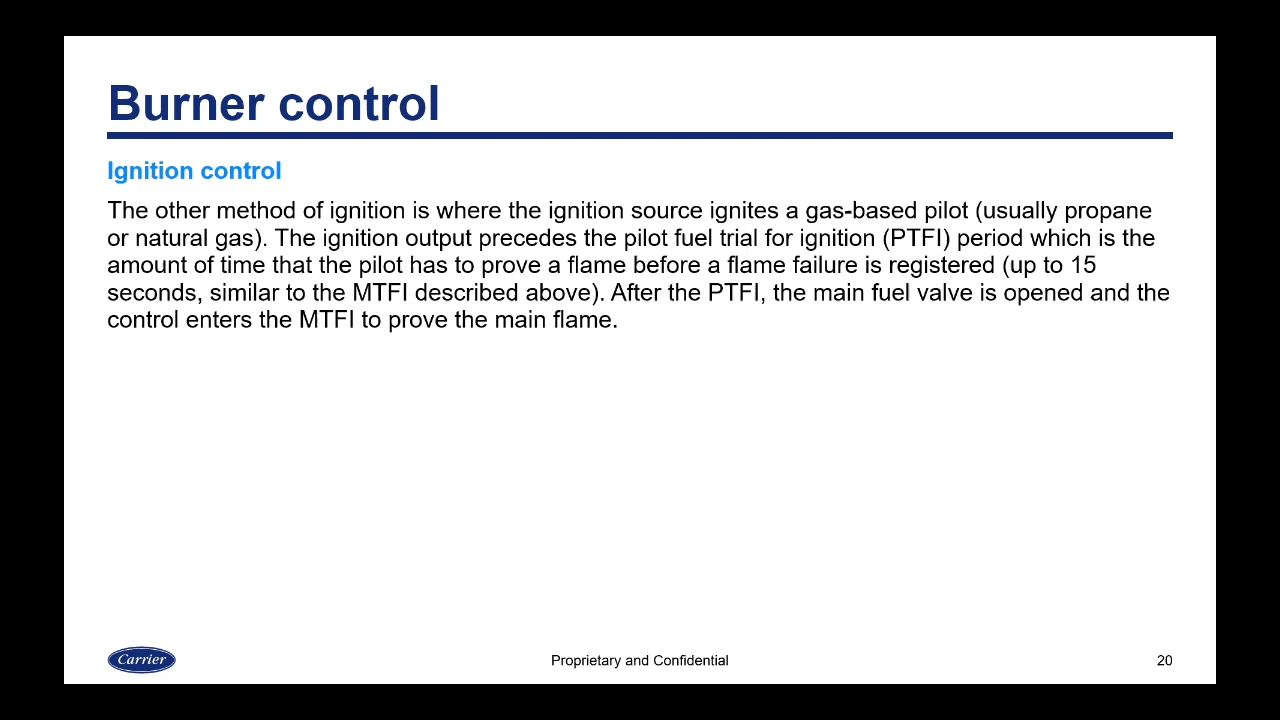 Burner control
Ignition control
The other method of ignition is where the ignition source ignites a gas-based pilot (usually propane
or natural gas). The ignition output precedes the pilot fuel trial for ignition (PTFI) period which is the
amount of time that the pilot has to prove a flame before a flame failure is registered (up to 15
seconds, similar to the MTFI described above). After the PTFI, the main fuel valve is opened and the
control enters the MTFI to prove the main flame.
Carrier
Proprietary and Confidential
20